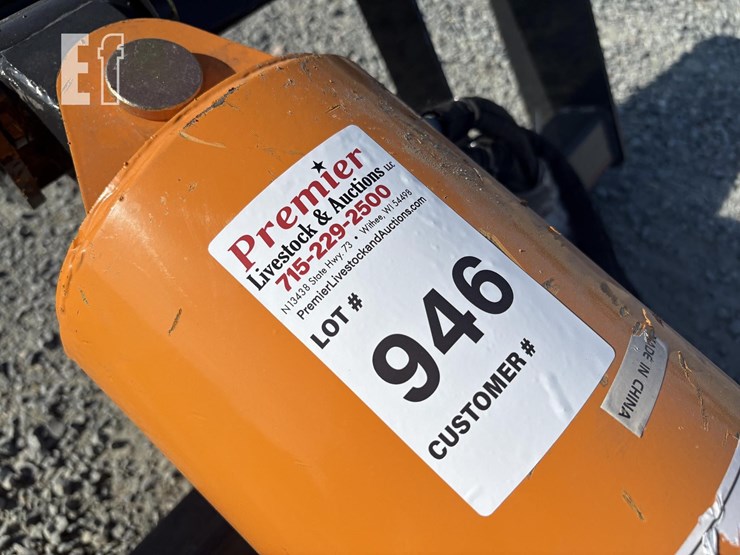 Ef
Premier
Livestock & Auctions LLC
715-229-2500
N13438 State Hwy. 73 • Withee, WI 54498
PremierLivestockandAuctions.com
LOT #
946
CUSTOMER #
MADE IN CHINA